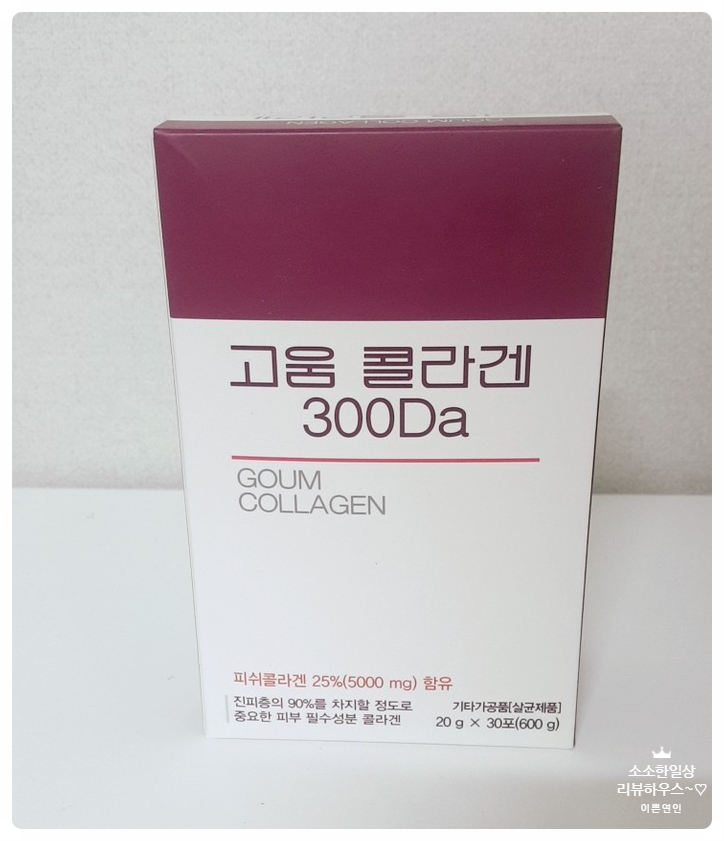 GOUM COLLAGEN
고움 콜라겐
300Da
GOUM
COLLAGEN
피쉬콜라겐 25%(5000 mg) 함유
진피층의 90%를 차지할 정도로
중요한 피부 필수성분 콜라겐
기타가공품[살균제품]
20 g × 30포(600 g)
소소한일상
리뷰하우스~♡
이쁜연인